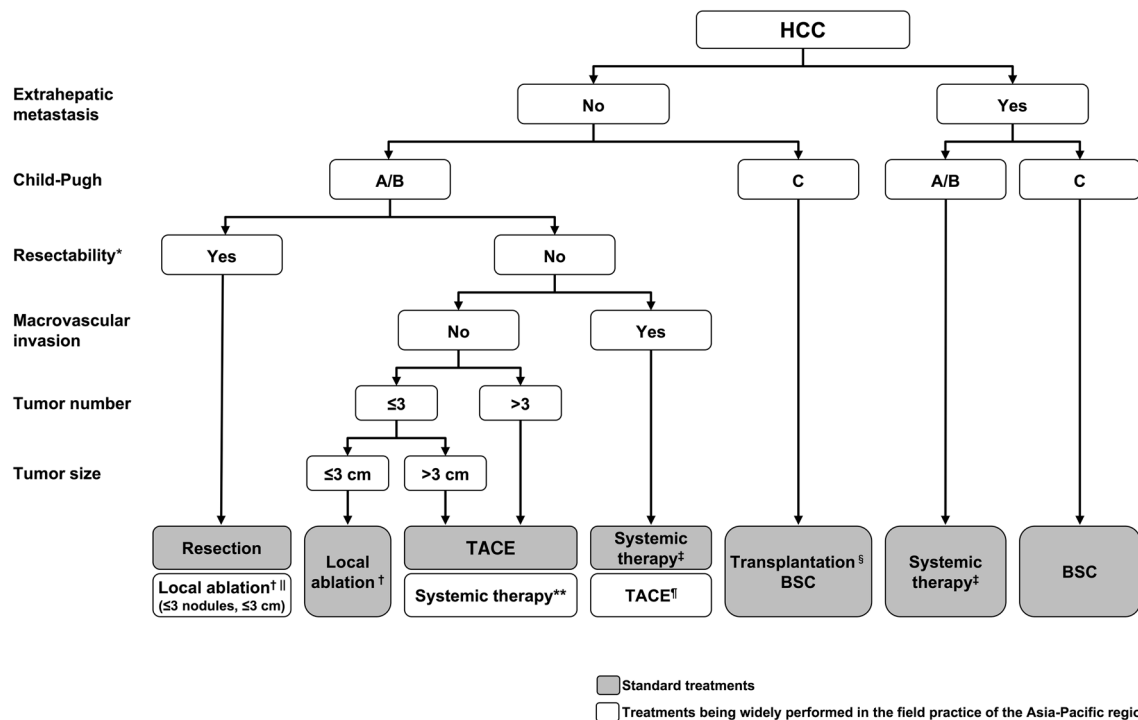 HCC
Extrahepatic
metastasis
No
Yes
Child-Pugh
A/B
C
A/B
C
Resectability*
Yes
No
Macrovascular
invasion
No
Yes
Tumor number
≤3
>3
Tumor size
≤3 cm
>3 cm
Resection
Local ablation† ||
(≤3 nodules, ≤3 cm)
Local
ablation †
TACE
Systemic therapy**
Systemic
therapy‡
TACE¶
Transplantation §
BSC
Systemic
therapy‡
BSC
Standard treatments
Treatments being widely performed in the field practice of the Asia-Pacific regio